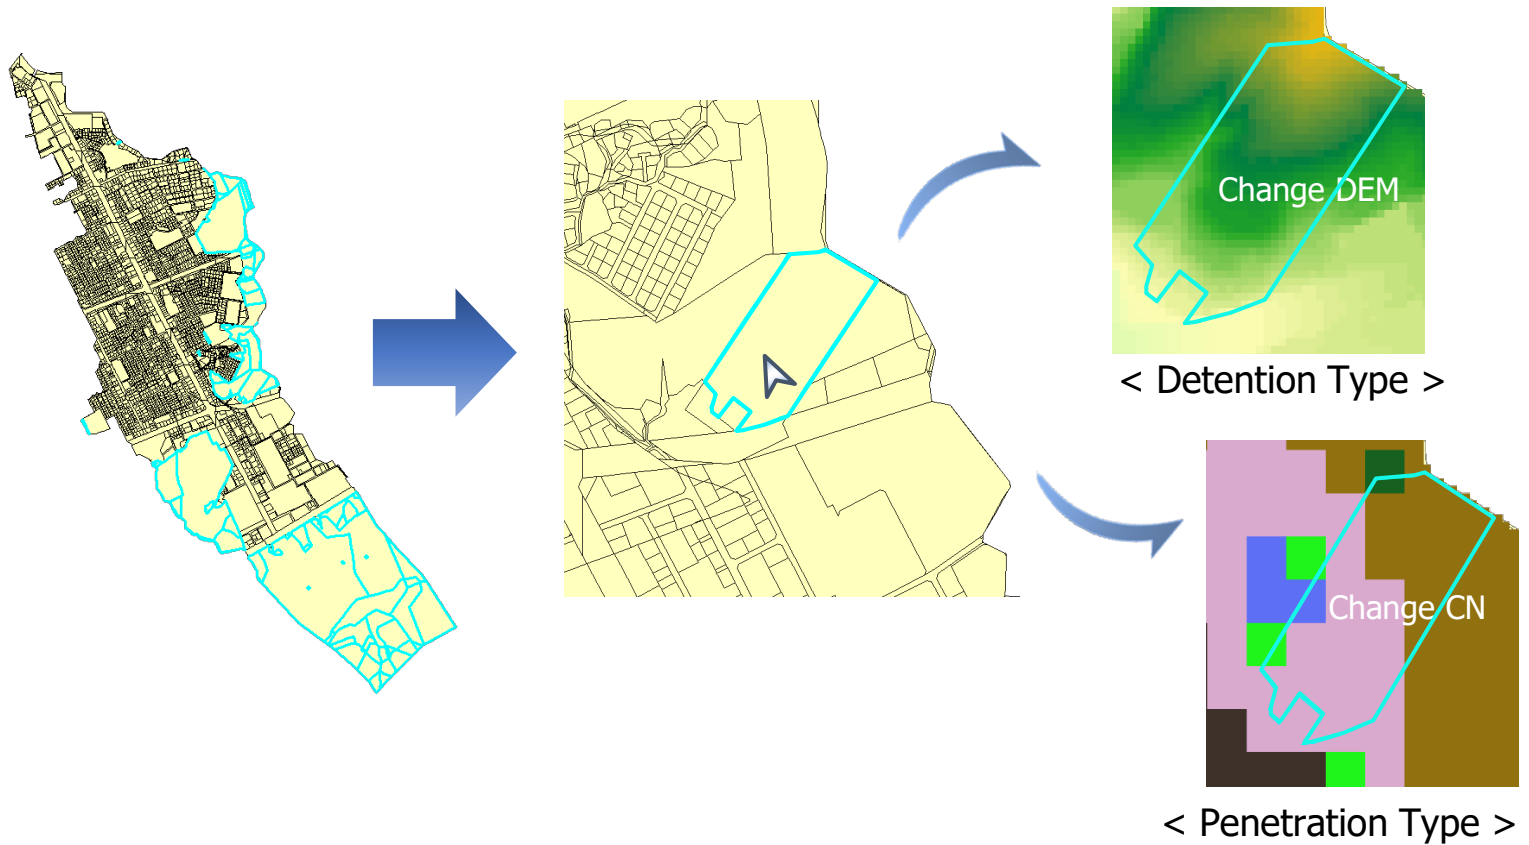 Change DEM
< Detention Type >
Change CN
< Penetration Type >